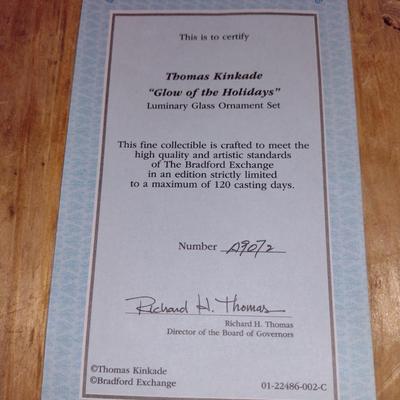 This is to certify
Thomas Kinkade
"Glow of the Holidays"
Luminary Glass Ornament Set
This fine collectible is crafted to meet the
high quality and artistic standards
of The Bradford Exchange
in an edition strictly limited
to a maximum of 120 casting days.
Number A9072
Richard H. Thomas
Richard H. Thomas
Director of the Board of Governors
©Thomas Kinkade
©Bradford Exchange
01-22486-002-C